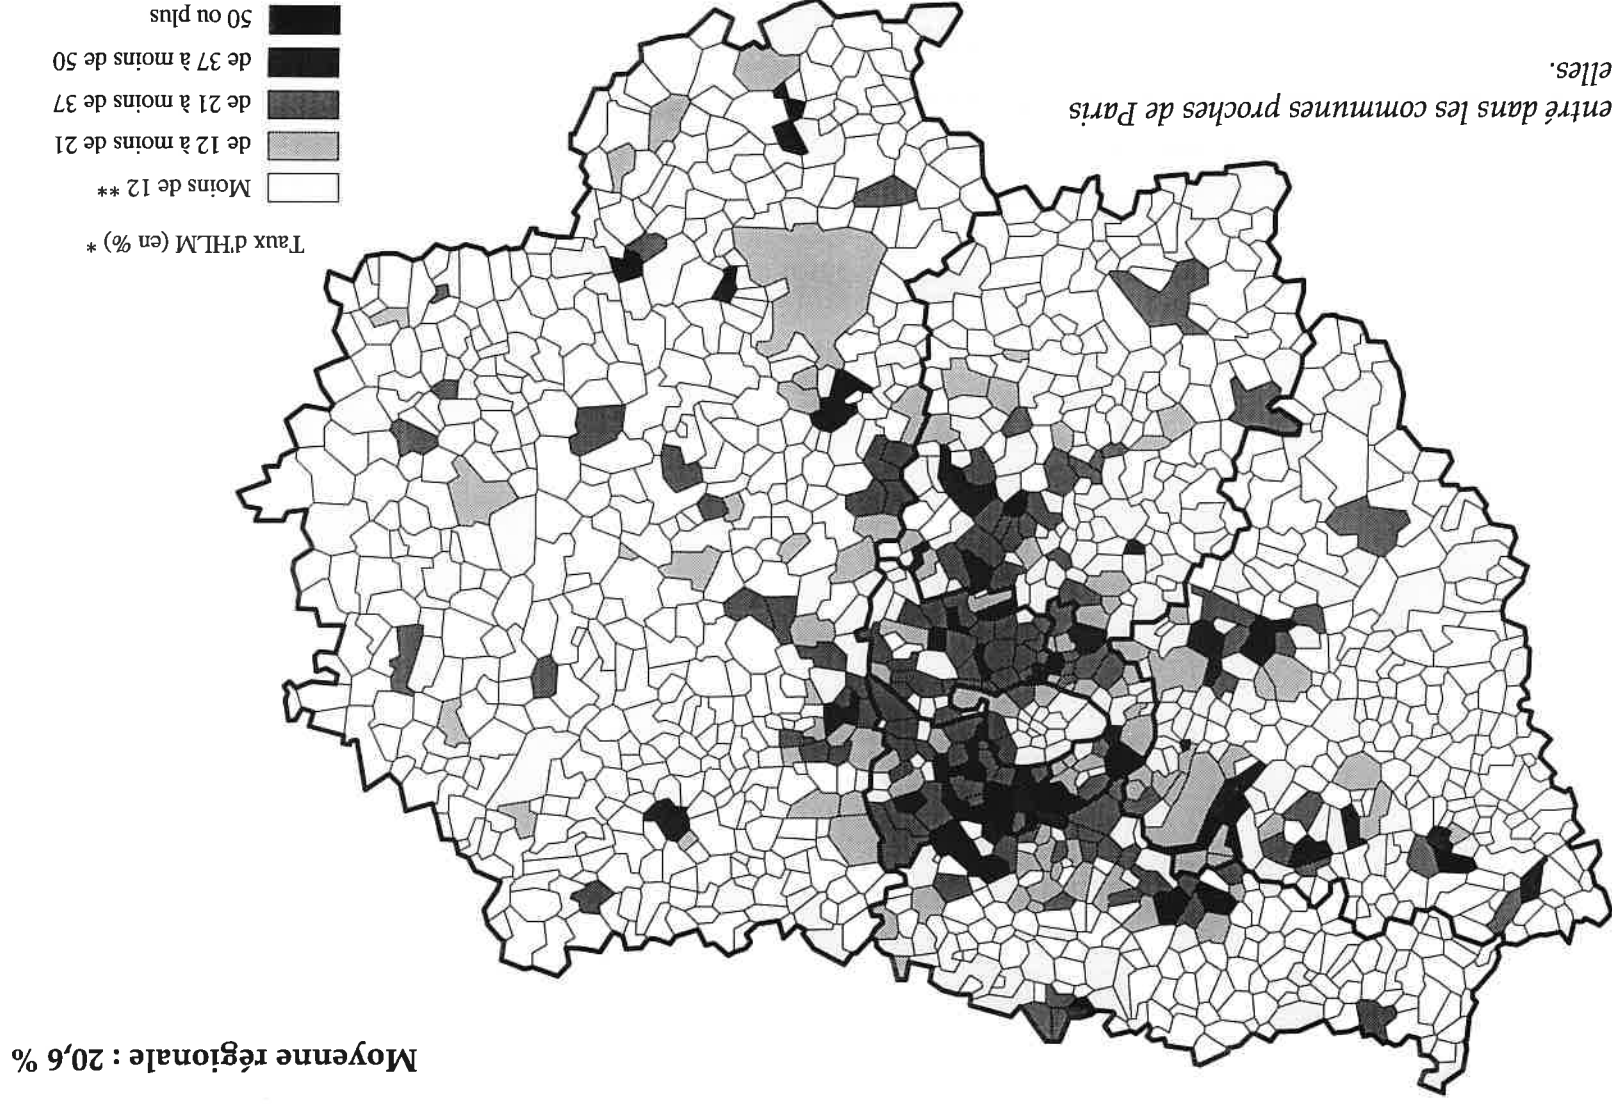 Moyenne régionale : 20,6 %
Taux d'HLM (en %) *
Moins de 12 **
de 12 à moins de 21
de 21 à moins de 37
de 37 à moins de 50
50 ou plus
entré dans les communes proches de Paris
elles.